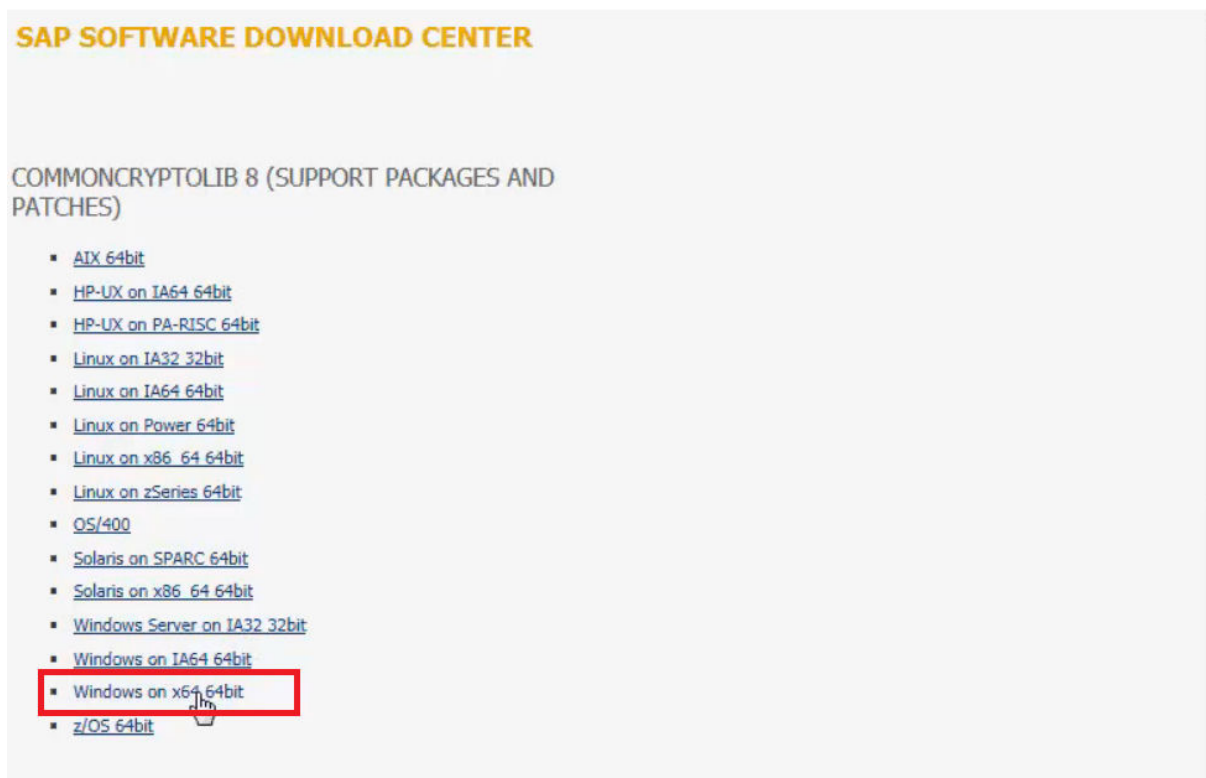 SAP SOFTWARE DOWNLOAD CENTER
COMMONCRYPTOLIB 8 (SUPPORT PACKAGES AND
PATCHES)
AIX 64bit
HP-UX on IA64 64bit
HP-UX on PA-RISC 64bit
Linux on IA32 32bit
Linux on IA64 64bit
Linux on Power 64bit
Linux on x86_64 64bit
Linux on zSeries 64bit
OS/400
Solaris on SPARC 64bit
Solaris on x86_64 64bit
Windows Server on IA32 32bit
Windows on IA64 64bit
Windows on x64 64bit
z/OS 64bit